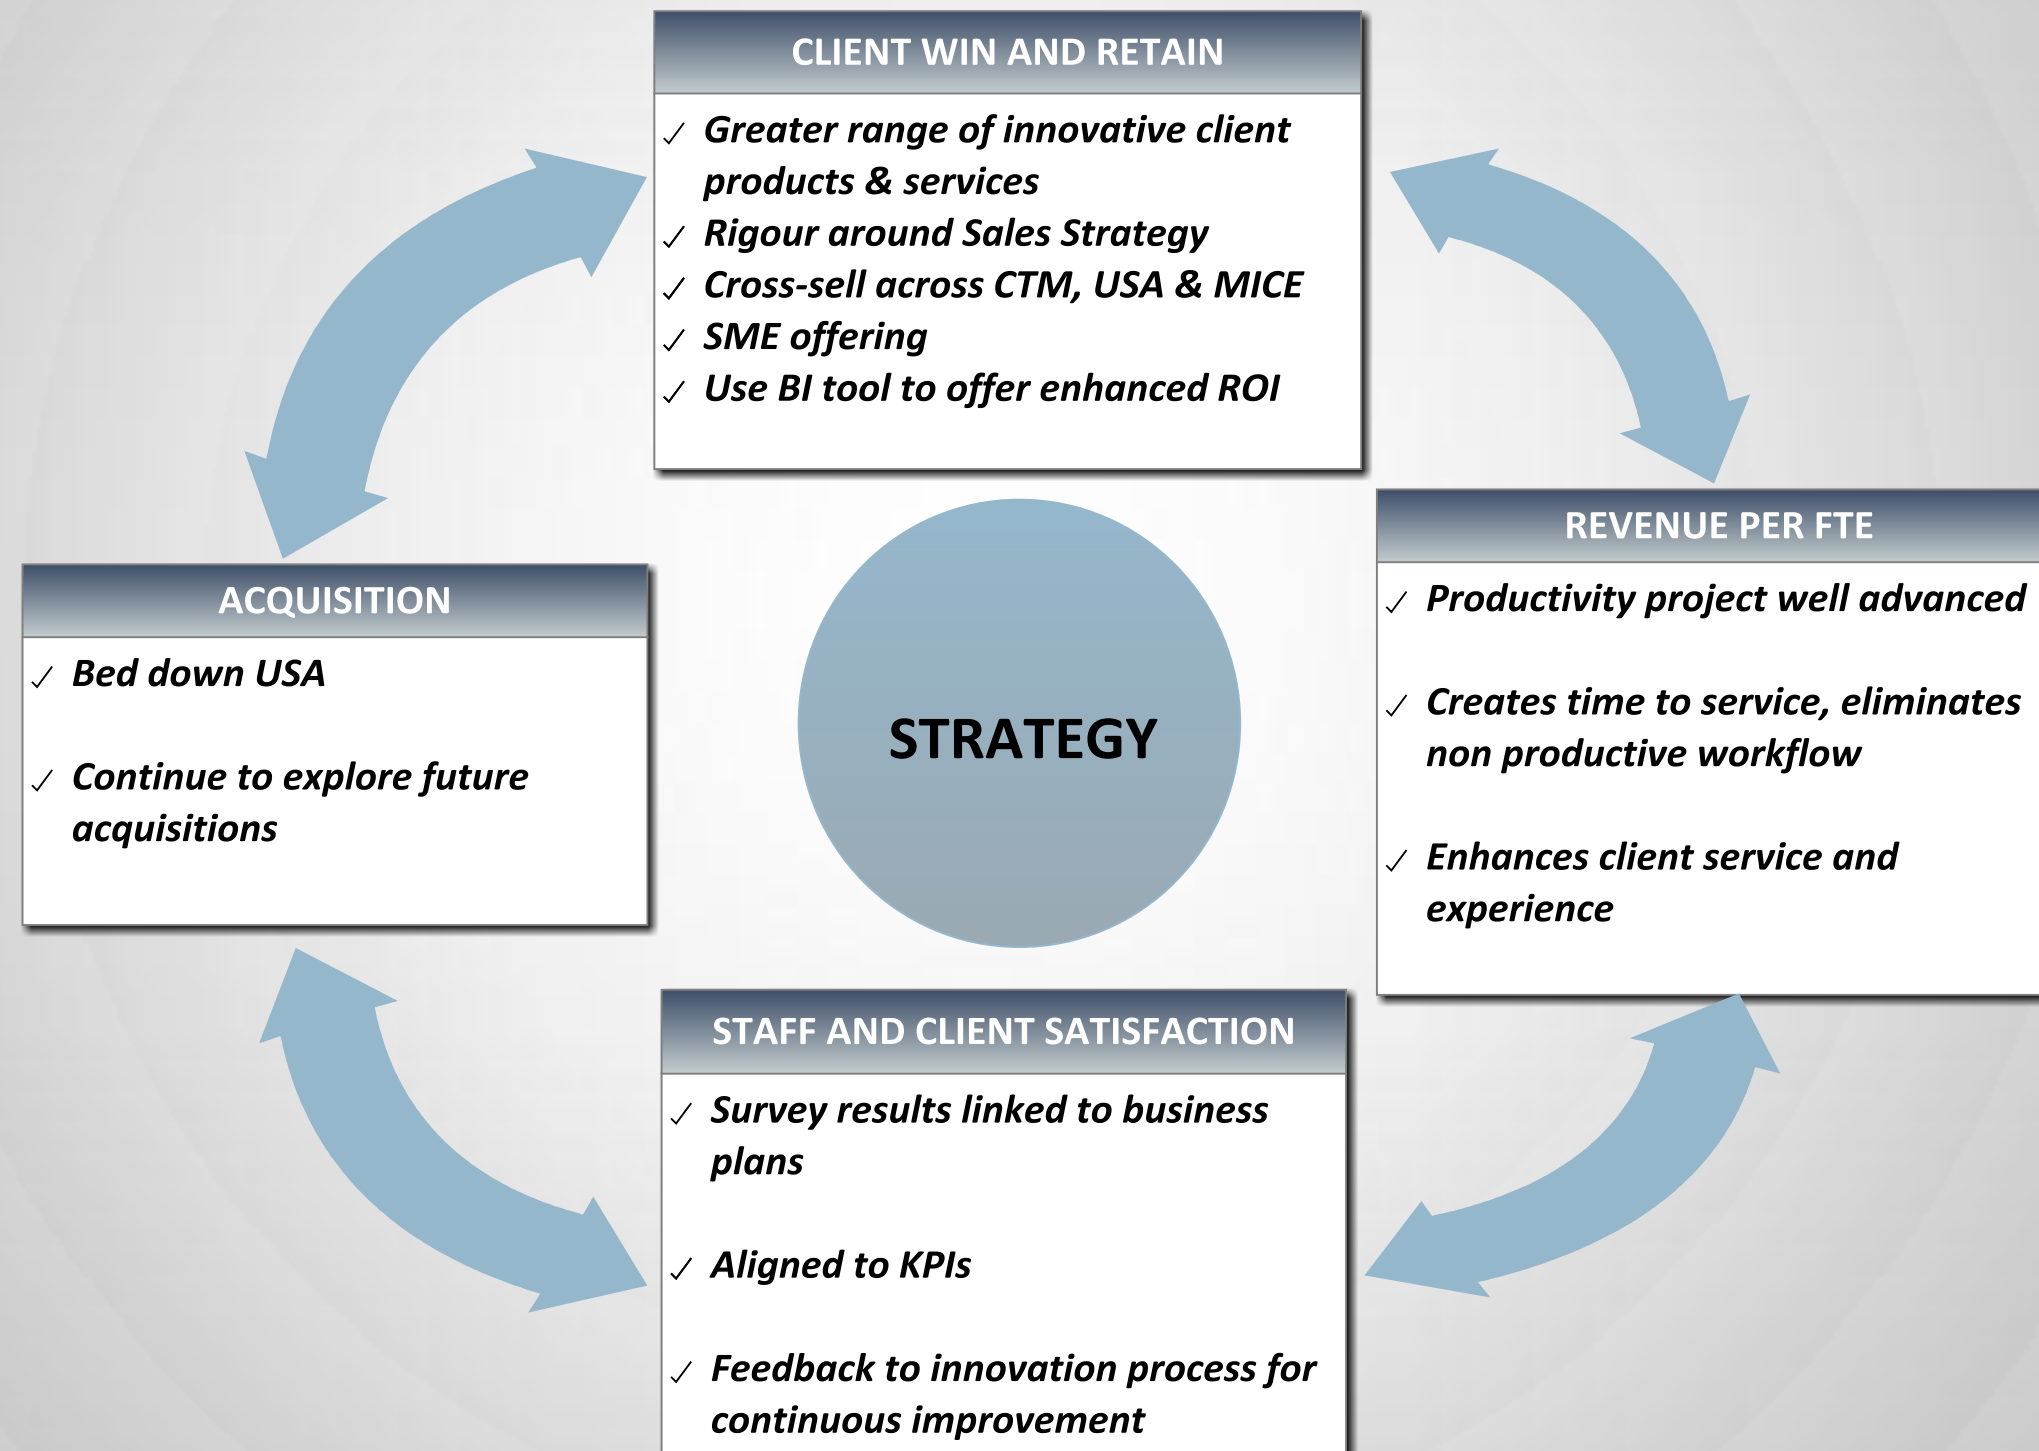 CLIENT WIN AND RETAIN
✓ Greater range of innovative client
products & services
✓ Rigour around Sales Strategy
✓ Cross-sell across CTM, USA & MICE
✓ SME offering
✓ Use BI tool to offer enhanced ROI
REVENUE PER FTE
✓ Productivity project well advanced
✓ Creates time to service, eliminates
non productive workflow
✓ Enhances client service and
experience
ACQUISITION
✓ Bed down USA
✓ Continue to explore future
acquisitions
STRATEGY
STAFF AND CLIENT SATISFACTION
✓ Survey results linked to business
plans
✓ Aligned to KPIs
✓ Feedback to innovation process for
continuous improvement